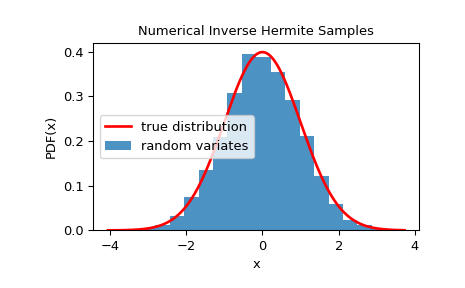 Numerical Inverse Hermite Samples
PDF(x)
0.4
0.3
0.2
0.1
0.0
true distribution
random variates
−4
−2
0
2
4
x